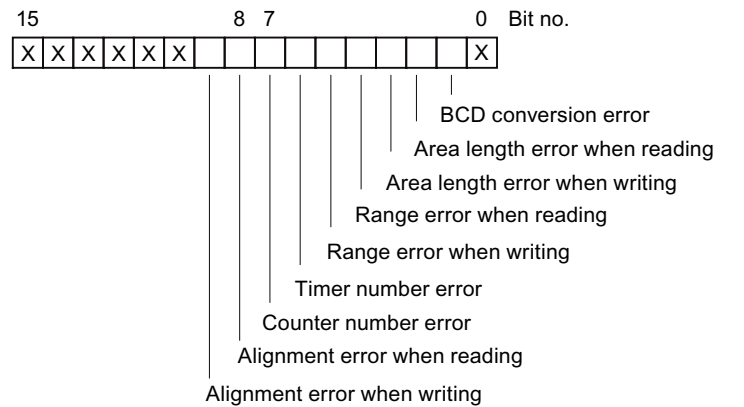 15 8 7 0 Bit no.
X X X X X X X
BCD conversion error
Area length error when reading
Area length error when writing
Range error when reading
Range error when writing
Timer number error
Counter number error
Alignment error when reading
Alignment error when writing